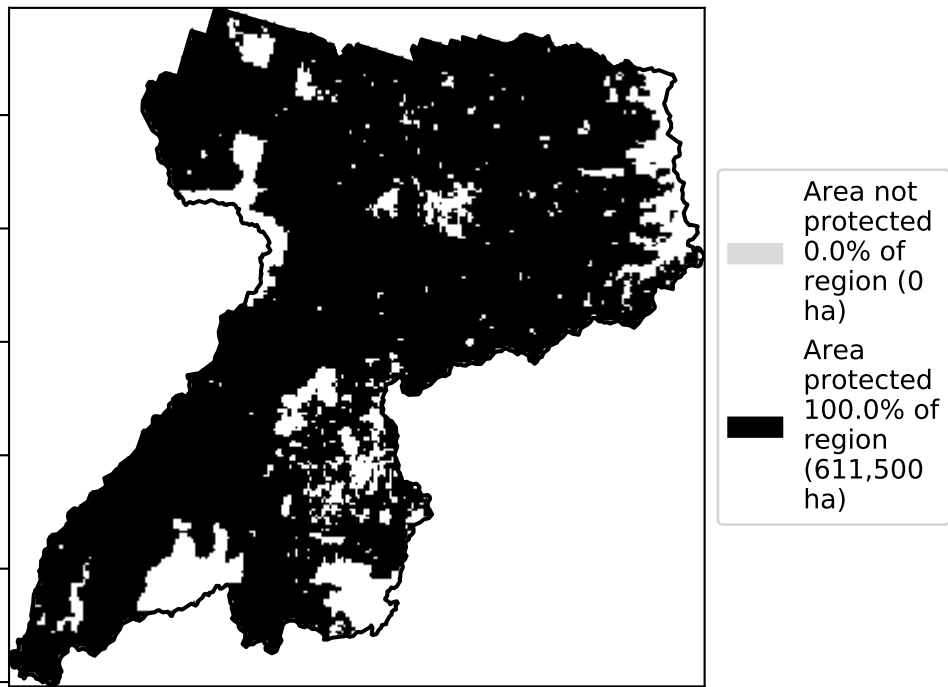 Area not
protected
0.0% of
region (0
ha)
Area
protected
100.0% of
region
(611,500
ha)